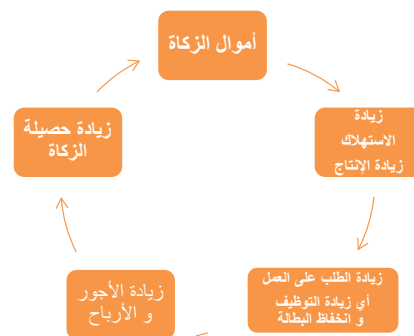 أموال الزكاة
زيادة
الاستهلاك
زيادة الإنتاج
زيادة الطلب على العمل
أي زيادة التوظيف
و انخفاظ البطالة
زيادة الأجور
و الأرباح
زيادة حصيلة
الزكاة